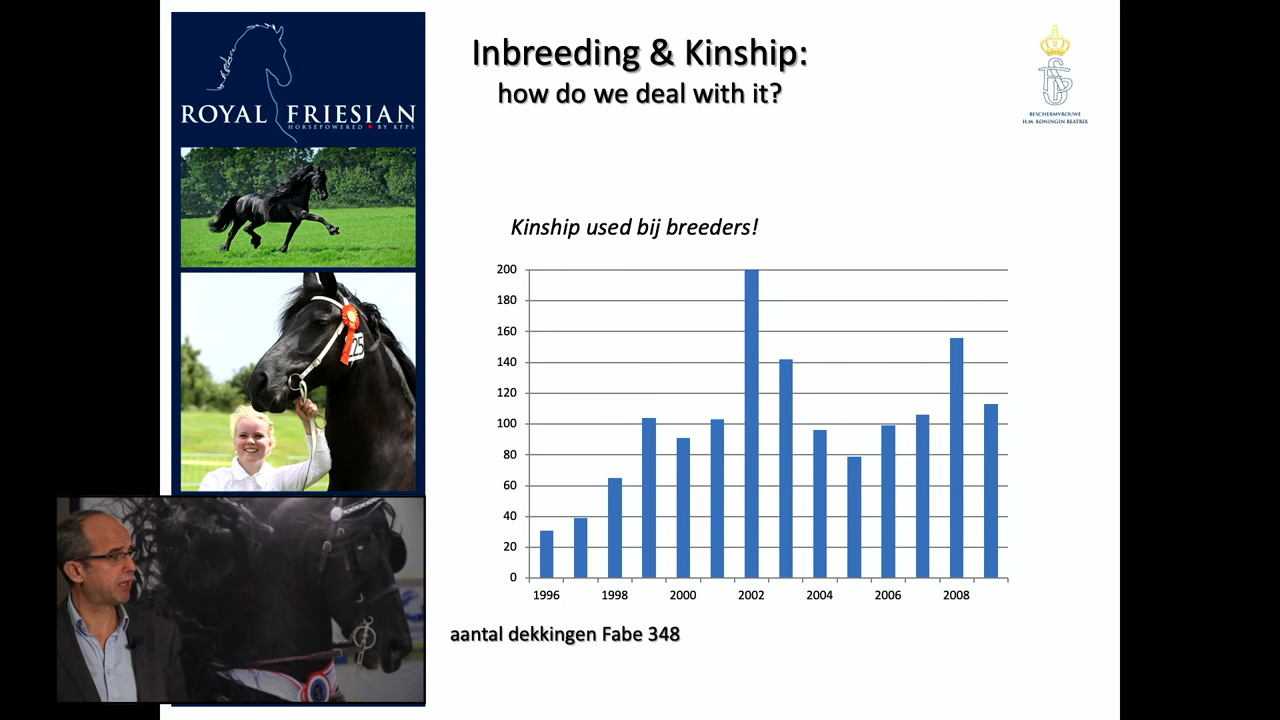 Inbreeding & Kinship:
how do we deal with it?
ROYAL FRIESIAN
HORSEPOWERED BY KFPS
BESCHERMVROUWE
H.M. KONINGIN BEATRIX
Kinship used bij breeders!
200
180
160
140
120
100
80
60
40
20
0
1996 1998 2000 2002 2004 2006 2008
aantal dekkingen Fabe 348
25